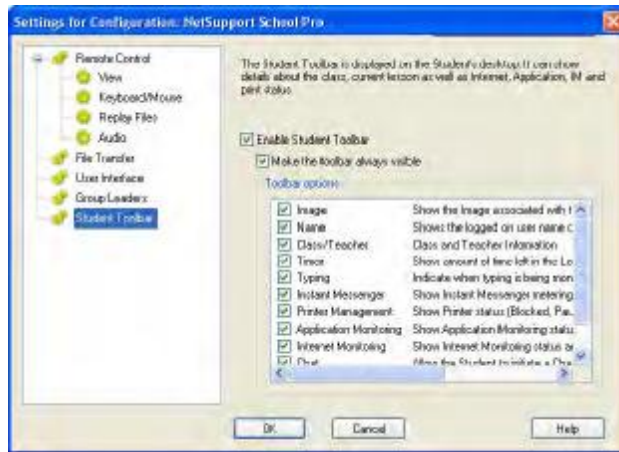 Settings for Configuration: NetSupport School Pro
Remote Control
View
Keyboard/Mouse
Replay Files
Audio
File Transfer
User Interface
Group Leaders
Student Toolbar
The Student Toolbar is displayed on the Student's desktop. It can show
details about the class, current lesson as well as Internet, Application, IM and
print status.
Enable Student Toolbar
Make the toolbar always visible
Toolbar options
Image Show the Image associated with t
Name Shows the logged on user name c
Class/Teacher Class and Teacher Information
Timer Show amount of time left in the Le
Typing Indicate when typing is being mon
Instant Messenger Show Instant Messenger metering
Printer Management Show Printer status (Blocked, Pau
Application Monitoring Show Application Monitoring statu
Internet Monitoring Show Internet Monitoring status ar
Chat Allow the Student to initiate a Cha
OK Cancel Help